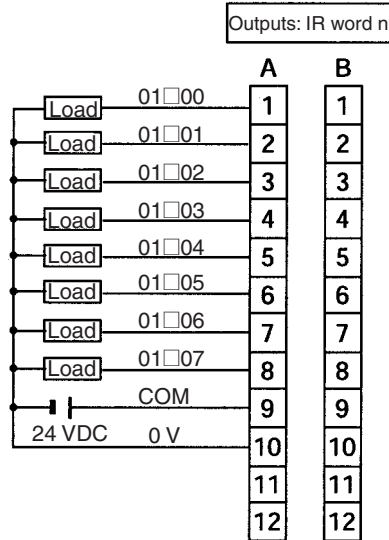 Outputs: IR word n
A B
Load 01□00 1 1
Load 01□01 2 2
Load 01□02 3 3
Load 01□03 4 4
Load 01□04 5 5
Load 01□05 6 6
Load 01□06 7 7
Load 01□07 8 8
COM 9 9
24 VDC 0 V 10 10
11 11
12 12